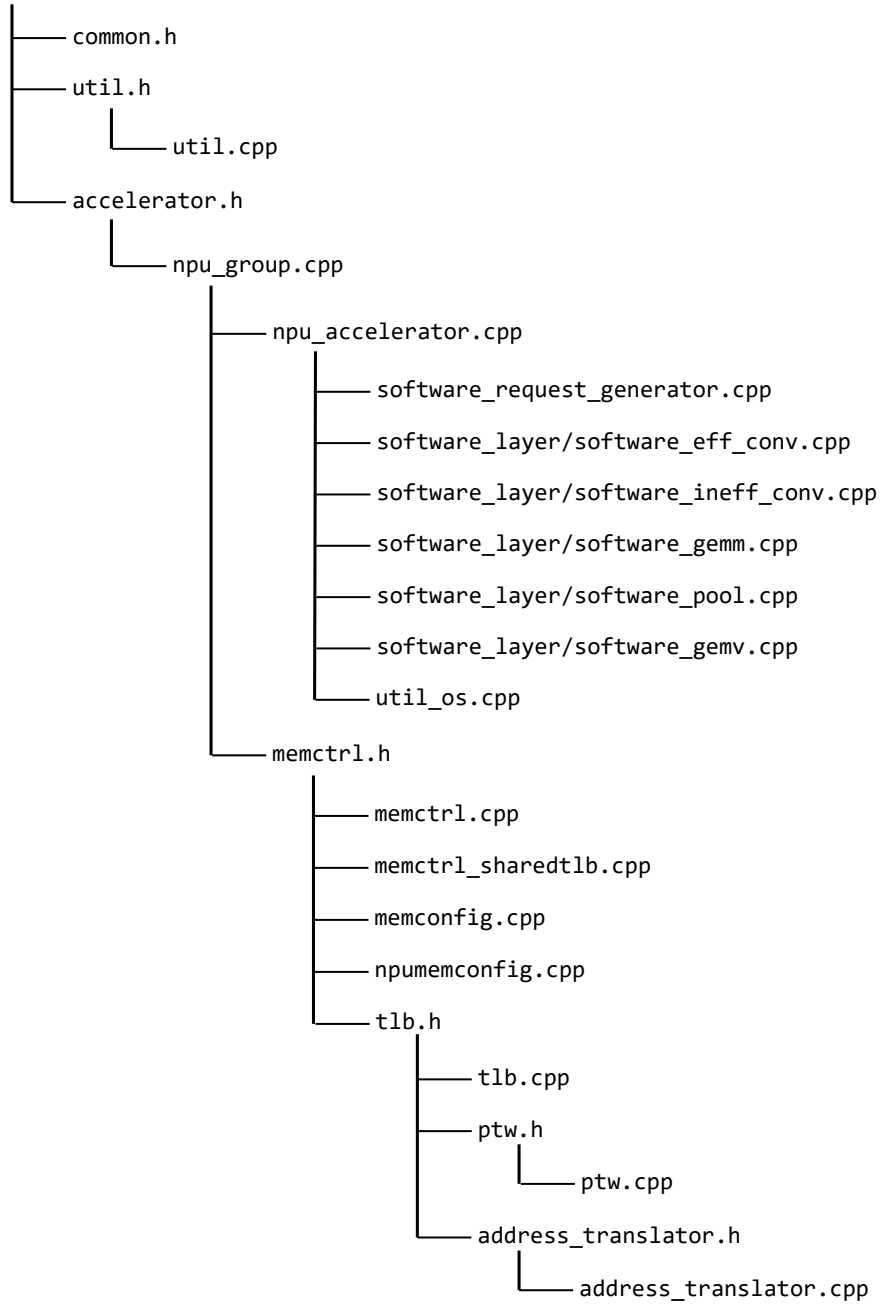 common.h
util.h
util.cpp
accelerator.h
npu_group.cpp
npu_accelerator.cpp
software_request_generator.cpp
software_layer/software_eff_conv.cpp
software_layer/software_ineff_conv.cpp
software_layer/software_gemm.cpp
software_layer/software_pool.cpp
software_layer/software_gemv.cpp
util_os.cpp
memctrl.h
memctrl.cpp
memctrl_sharedtlb.cpp
memconfig.cpp
npumemconfig.cpp
tlb.h
tlb.cpp
ptw.h
ptw.cpp
address_translator.h
address_translator.cpp